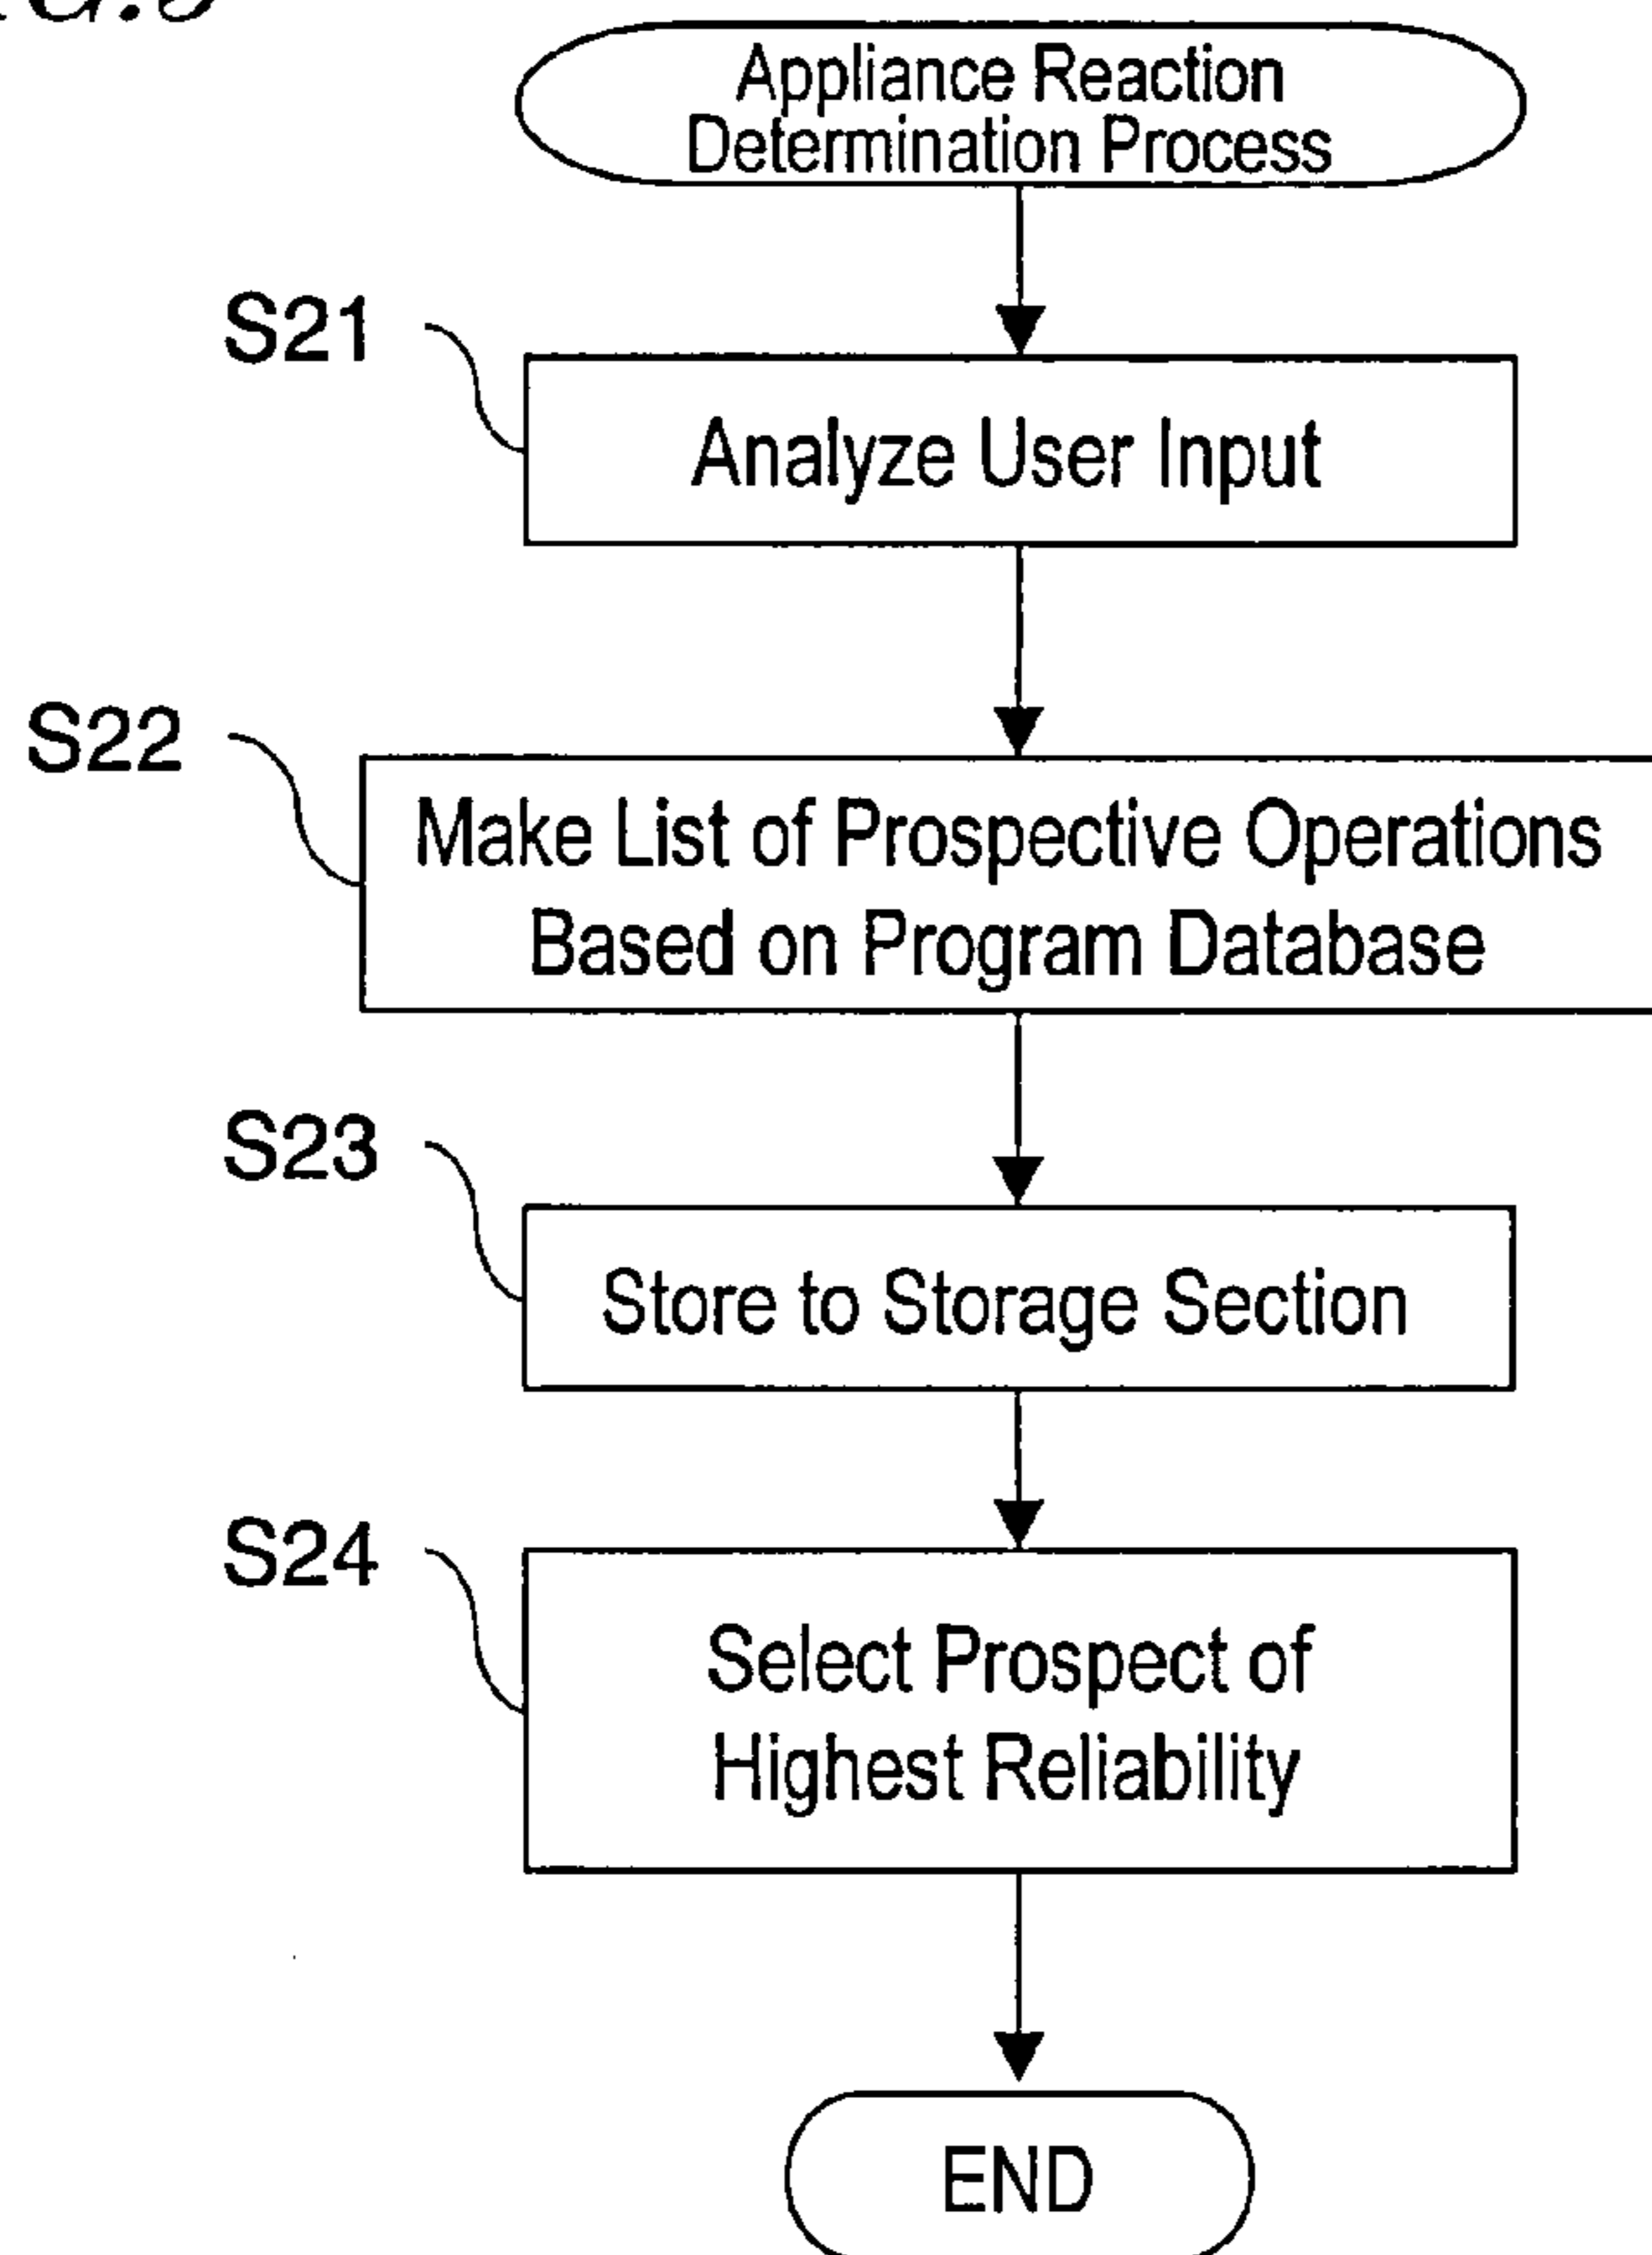 Appliance Reaction
Determination Process
S21
Analyze User Input
S22
Make List of Prospective Operations
Based on Program Database
S23
Store to Storage Section
S24
Select Prospect of
Highest Reliability
END